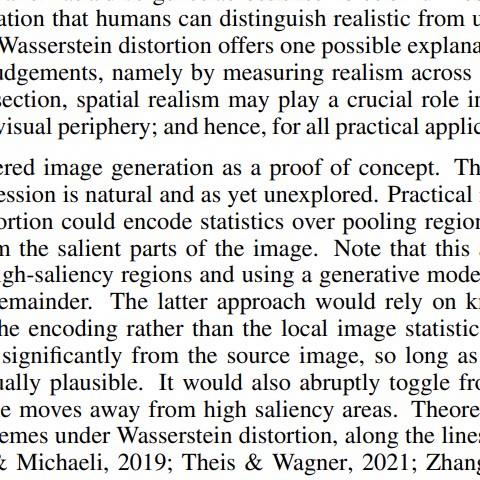 ation that humans can distinguish realistic from u
Wasserstein distortion offers one possible explana
udgements, namely by measuring realism across
section, spatial realism may play a crucial role in
visual periphery; and hence, for all practical applic
ered image generation as a proof of concept. Th
ession is natural and as yet unexplored. Practical
ortion could encode statistics over pooling region
m the salient parts of the image. Note that this
igh-saliency regions and using a generative mode
emainder. The latter approach would rely on k
he encoding rather than the local image statistic
significantly from the source image, so long as
ually plausible. It would also abruptly toggle fro
e moves away from high saliency areas. Theore
emes under Wasserstein distortion, along the lines
& Michaeli, 2019; Theis & Wagner, 2021; Zhang